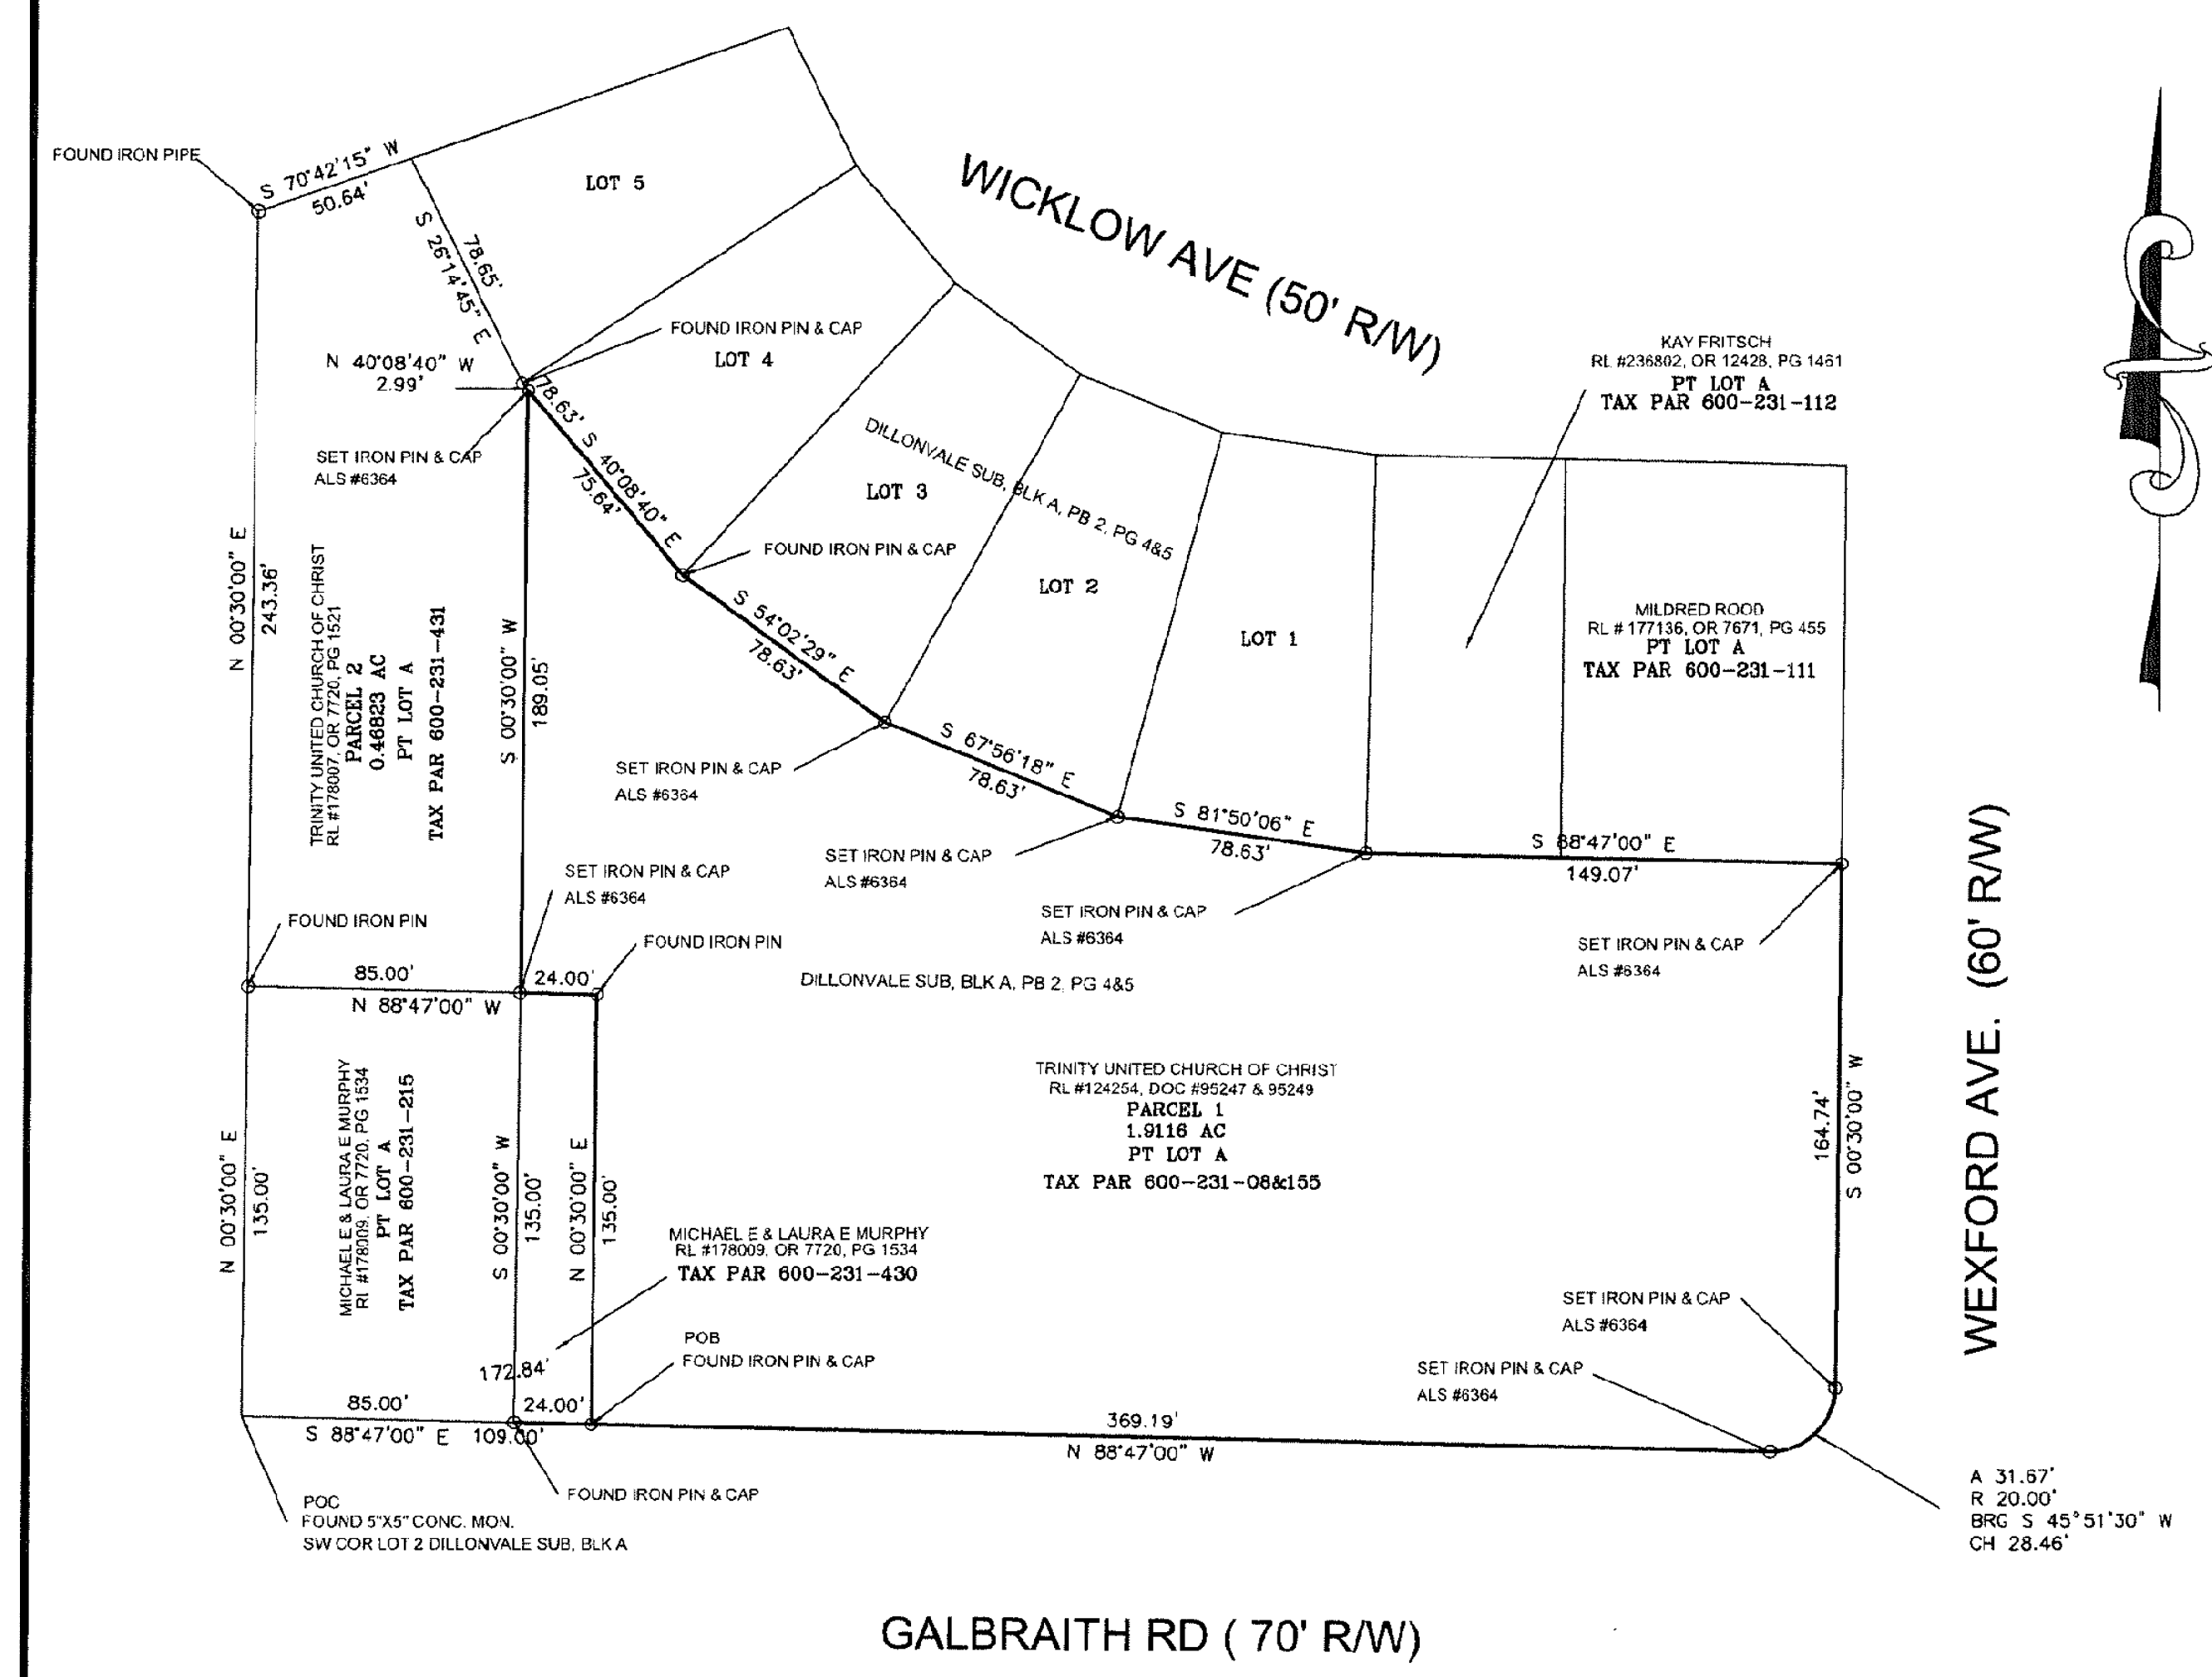 FOUND IRON PIPE
S 70°42'15" W
50.64'
LOT 5
WICKLOW AVE (50' R/W)
78.65'
S 26°14'45" E
FOUND IRON PIN & CAP
LOT 4
N 40°08'40" W
2.99'
KAY FRITSCH
RL #236802, OR 12428, PG 1461
PT LOT A
TAX PAR 600-231-112
SET IRON PIN & CAP
ALS #6364
78.63' S 40°08'40" E
75.64'
DILLONVALE SUB, BLK A, PB 2, PG 4&5
LOT 3
FOUND IRON PIN & CAP
LOT 2
LOT 1
MILDRED ROOD
RL # 177136, OR 7671, PG 455
PT LOT A
TAX PAR 600-231-111
N 00°30'00" E
243.36'
TRINITY UNITED CHURCH OF CHRIST
RL #178007, OR 7720, PG 1521
PARCEL 2
0.46823 AC
PT LOT A
TAX PAR 600-231-431
S 00°30'00" W
189.05'
S 54°02'29" E
78.63'
SET IRON PIN & CAP
ALS #6364
S 67°56'18" E
78.63'
S 81°50'06" E
78.63'
S 88°47'00" E
149.07'
SET IRON PIN & CAP
ALS #6364
SET IRON PIN & CAP
ALS #6364
SET IRON PIN & CAP
ALS #6364
SET IRON PIN & CAP
ALS #6364
FOUND IRON PIN
FOUND IRON PIN
85.00'
N 88°47'00" W
24.00'
DILLONVALE SUB, BLK A, PB 2, PG 4&5
WEXFORD AVE. (60' R/W)
TRINITY UNITED CHURCH OF CHRIST
RL #124254, DOC #95247 & 95249
PARCEL 1
1.9116 AC
PT LOT A
TAX PAR 600-231-08&155
164.74'
S 00°30'00" W
N 00°30'00" E
135.00'
MICHAEL E & LAURA E MURPHY
RL #178009, OR 7720, PG 1534
PT LOT A
TAX PAR 600-231-215
S 00°30'00" W
135.00'
N 00°30'00" E
135.00'
MICHAEL E & LAURA E MURPHY
RL #178009, OR 7720, PG 1534
TAX PAR 600-231-430
SET IRON PIN & CAP
ALS #6364
SET IRON PIN & CAP
ALS #6364
POB
FOUND IRON PIN & CAP
172.84'
85.00'
24.00'
S 88°47'00" E 109.00'
369.19'
N 88°47'00" W
FOUND IRON PIN & CAP
POC
FOUND 5"X5" CONC. MON.
SW COR LOT 2 DILLONVALE SUB, BLK A
A 31.67'
R 20.00'
BRG S 45°51'30" W
CH 28.46'
GALBRAITH RD ( 70' R/W)